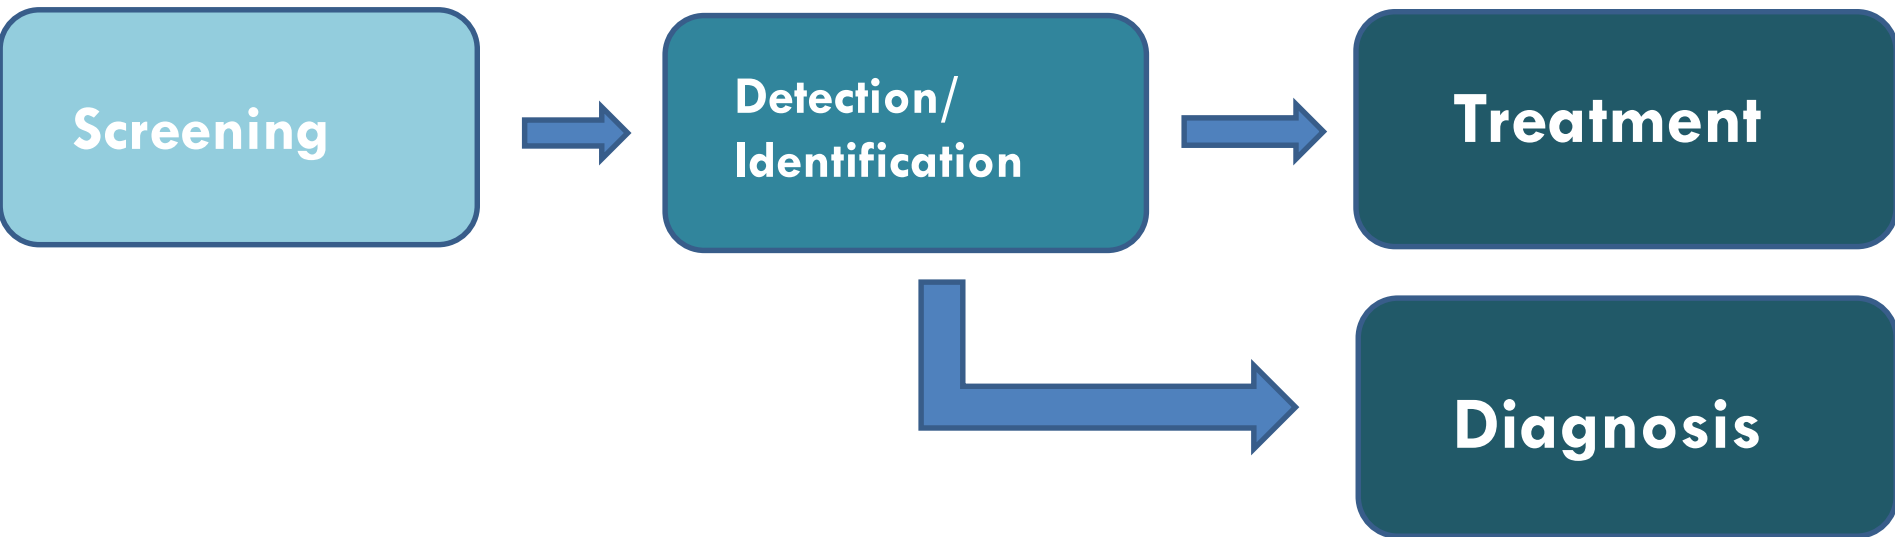 Screening
Detection/
Identification
Treatment
Diagnosis